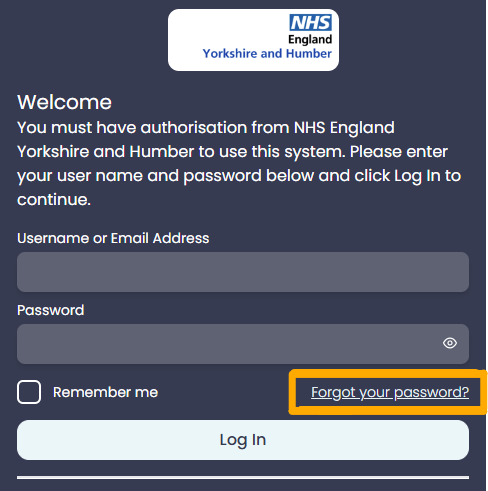 NHS
England
Yorkshire and Humber
Welcome
You must have authorisation from NHS England
Yorkshire and Humber to use this system. Please enter
your user name and password below and click Log In to
continue.
Username or Email Address
Password
Remember me
Forgot your password?
Log In